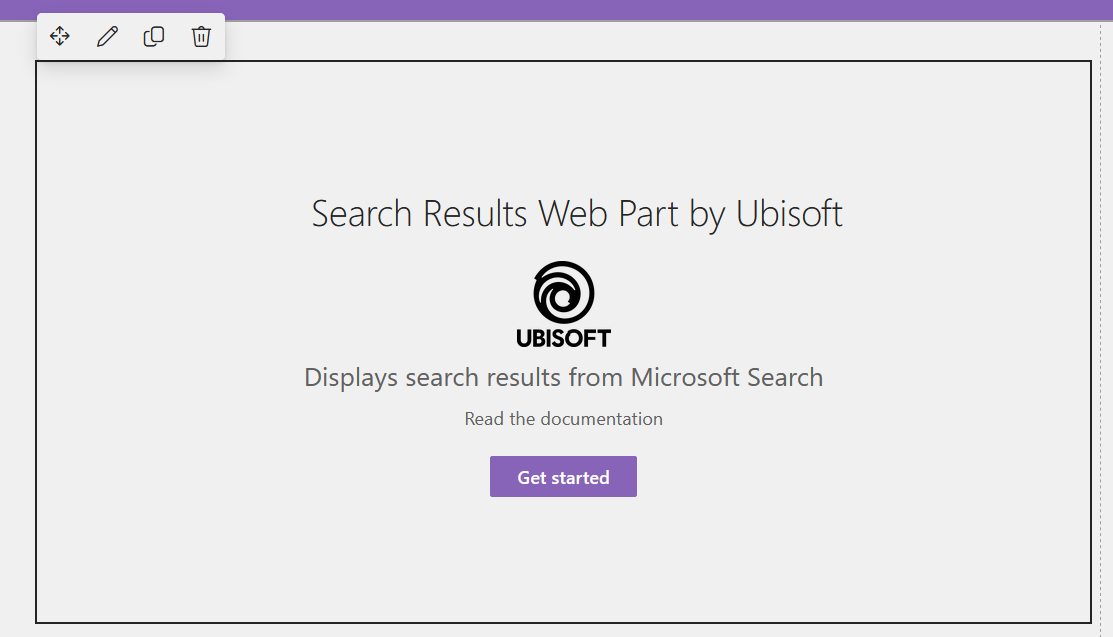 Search Results Web Part by Ubisoft
UBISOFT
Displays search results from Microsoft Search
Read the documentation
Get started